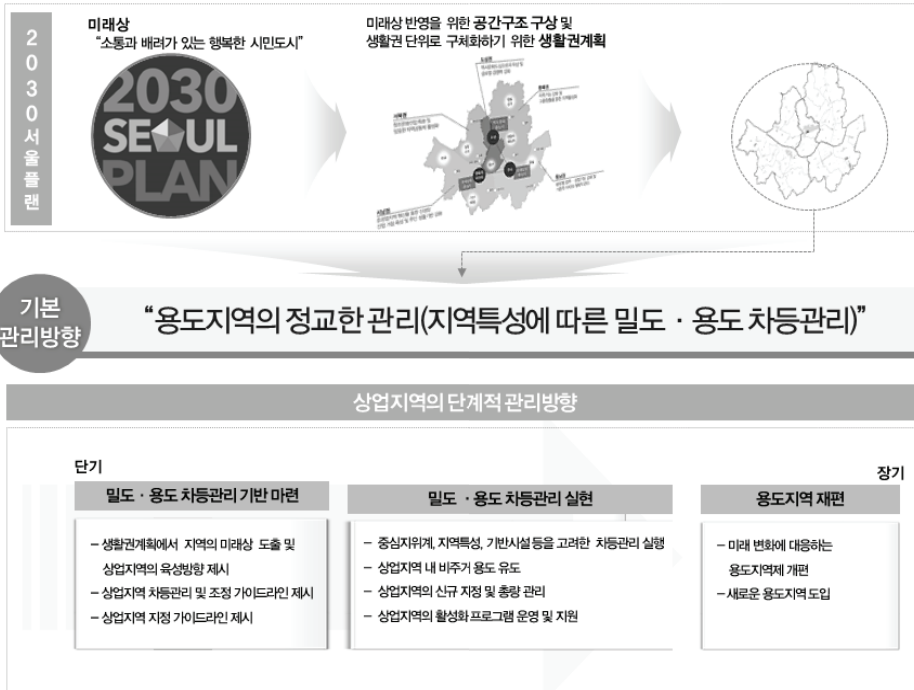 2030서울플랜
미래상
“소통과 배려가 있는 행복한 시민도시”
2030
SEOUL
PLAN
미래상 반영을 위한 공간구조 구상 및
생활권 단위로 구체화하기 위한 생활권계획
도심권
동북권
서북권
동남권
서남권
기본
관리방향
“용도지역의 정교한 관리(지역특성에 따른 밀도 · 용도 차등관리)”
상업지역의 단계적 관리방향
단기
장기
밀도 · 용도 차등관리 기반 마련
– 생활권계획에서 지역의 미래상 도출 및
상업지역의 육성방향 제시
– 상업지역 차등관리 및 조정 가이드라인 제시
– 상업지역 지정 가이드라인 제시
밀도 · 용도 차등관리 실현
– 중심지위계, 지역특성, 기반시설 등을 고려한 차등관리 실행
– 상업지역 내 비주거 용도 유도
– 상업지역의 신규 지정 및 총량 관리
– 상업지역의 활성화 프로그램 운영 및 지원
용도지역 재편
– 미래 변화에 대응하는
용도지역제 개편
– 새로운 용도지역 도입